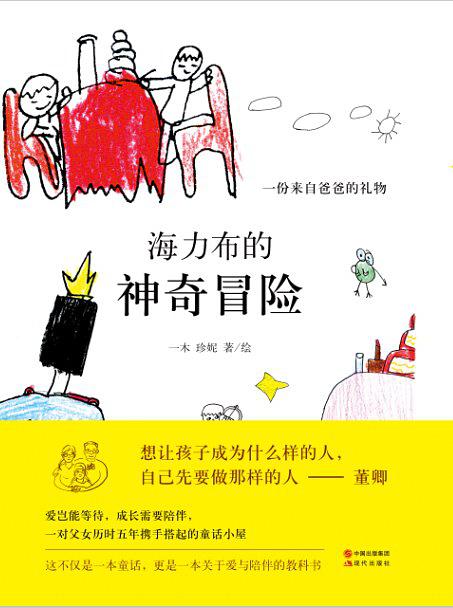 一份来自爸爸的礼物
海力布的
神奇冒险
一木 珍妮 著/绘
想让孩子成为什么样的人，
自己先要做那样的人 —— 董卿
爱岂能等待，成长需要陪伴，
一对父女历时五年携手搭起的童话小屋
这不仅是一本童话，更是一本关于爱与陪伴的教科书
中国出版集团
现代出版社